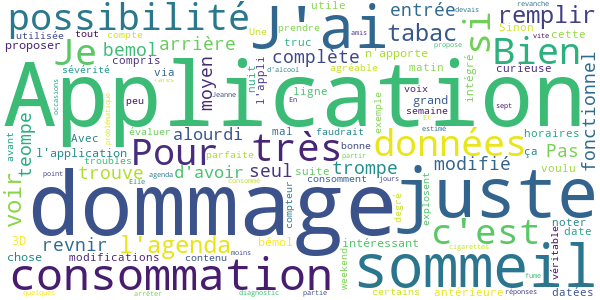 possibilité J'ai entrée si remplir
utilisée tout compte utile Une prendre amis Sinon revanche vite cette devais
proposer Je bemol arrière truc tabac n'apporte Bien propose
sévérité compris via nuit l'appli complète agréable matin curieuse
Application
moyen peu Jeanne d'alcool En ligne voix grand semaine exemple intégré sept fonctionnel
teompe Avec alourdi évaluer mal faudrait Et estimé horaires
avant l'application Pour très parfaite bonne données ça Pas
troubles problématique trouve d'avoir seul suite trompe partir modifié voulu
voir dommage juste
point Elle agenda consomme consomment jours degré explosent c'est noter
3D revnir l'agenda bémol compteur intéressant cigarettes date
chose modifications contenu moins weekend sommeil véritable
consommation certains antérieure fume datées
quelques arrêter diagnostic partie réponses